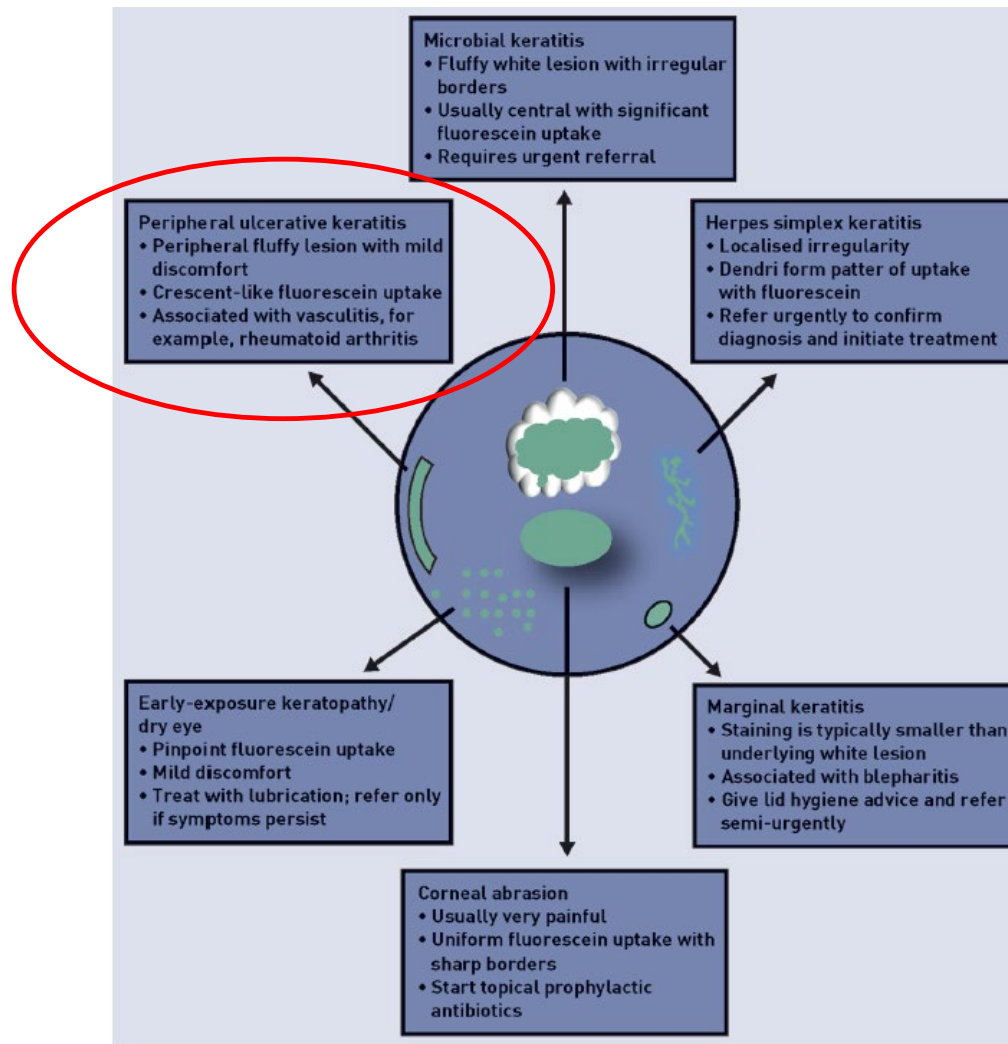 Microbial keratitis
• Fluffy white lesion with irregular
borders
• Usually central with significant
fluorescein uptake
• Requires urgent referral
Peripheral ulcerative keratitis
• Peripheral fluffy lesion with mild
discomfort
• Crescent-like fluorescein uptake
• Associated with vasculitis, for
example, rheumatoid arthritis
Herpes simplex keratitis
• Localised irregularity
• Dendri form patter of uptake
with fluorescein
• Refer urgently to confirm
diagnosis and initiate treatment
Early-exposure keratopathy/
dry eye
• Pinpoint fluorescein uptake
• Mild discomfort
• Treat with lubrication; refer only
if symptoms persist
Marginal keratitis
• Staining is typically smaller than
underlying white lesion
• Associated with blepharitis
• Give lid hygiene advice and refer
semi-urgently
Corneal abrasion
• Usually very painful
• Uniform fluorescein uptake with
sharp borders
• Start topical prophylactic
antibiotics